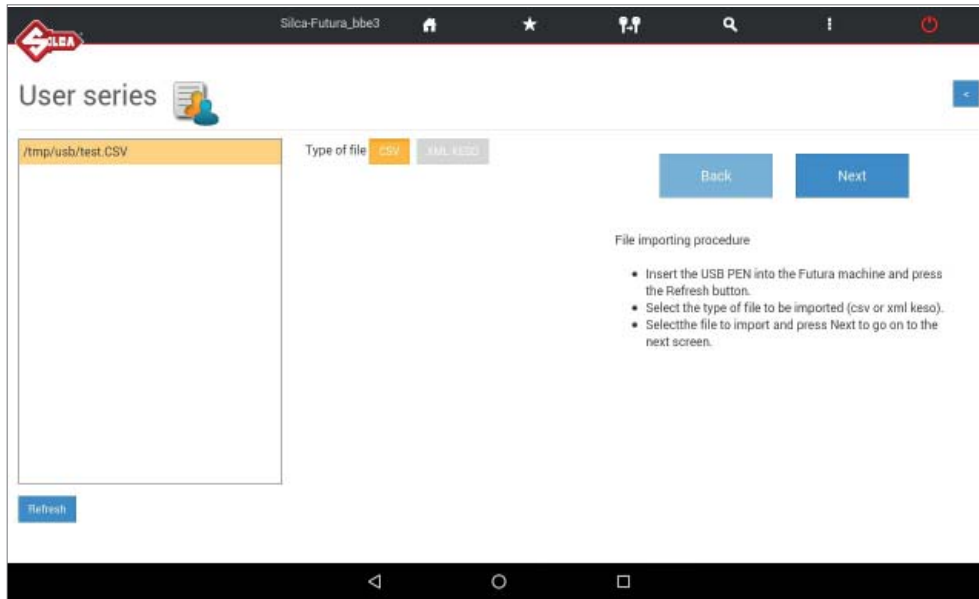 SILCA
Silca-Futura_bbe3
User series
<
/tmp/usb/test.CSV
Type of file CSV XML KESO
Back Next
File importing procedure
• Insert the USB PEN into the Futura machine and press
the Refresh button.
• Select the type of file to be imported (csv or xml keso).
• Selectthe file to import and press Next to go on to the
next screen.
Refresh